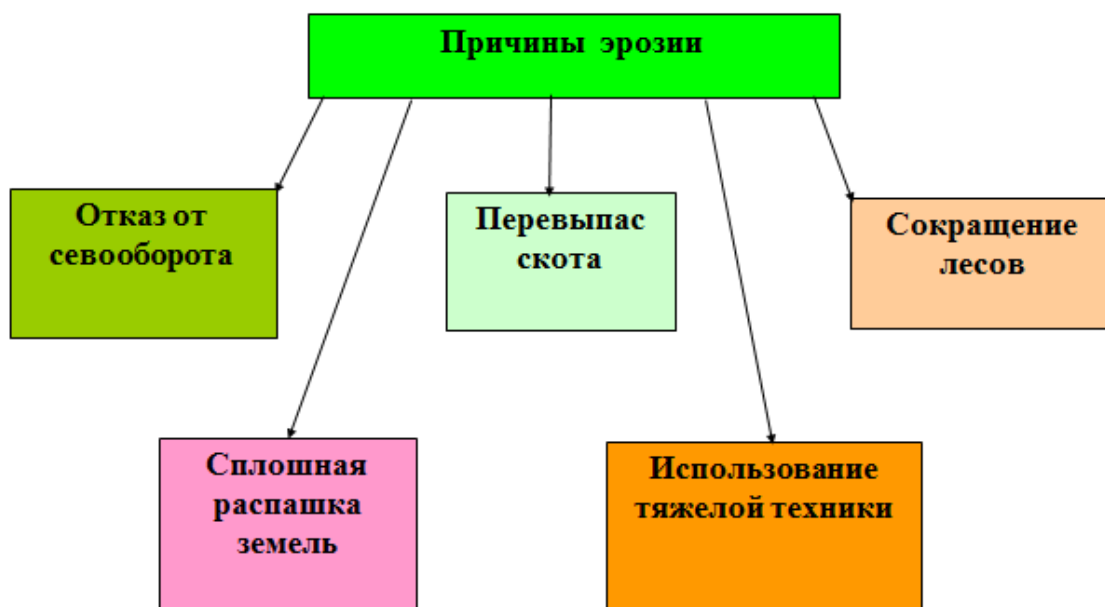 Причины эрозии
Отказ от
севооборота
Перевыпас
скота
Сокращение
лесов
Сплошная
распашка
земель
Использование
тяжелой техники